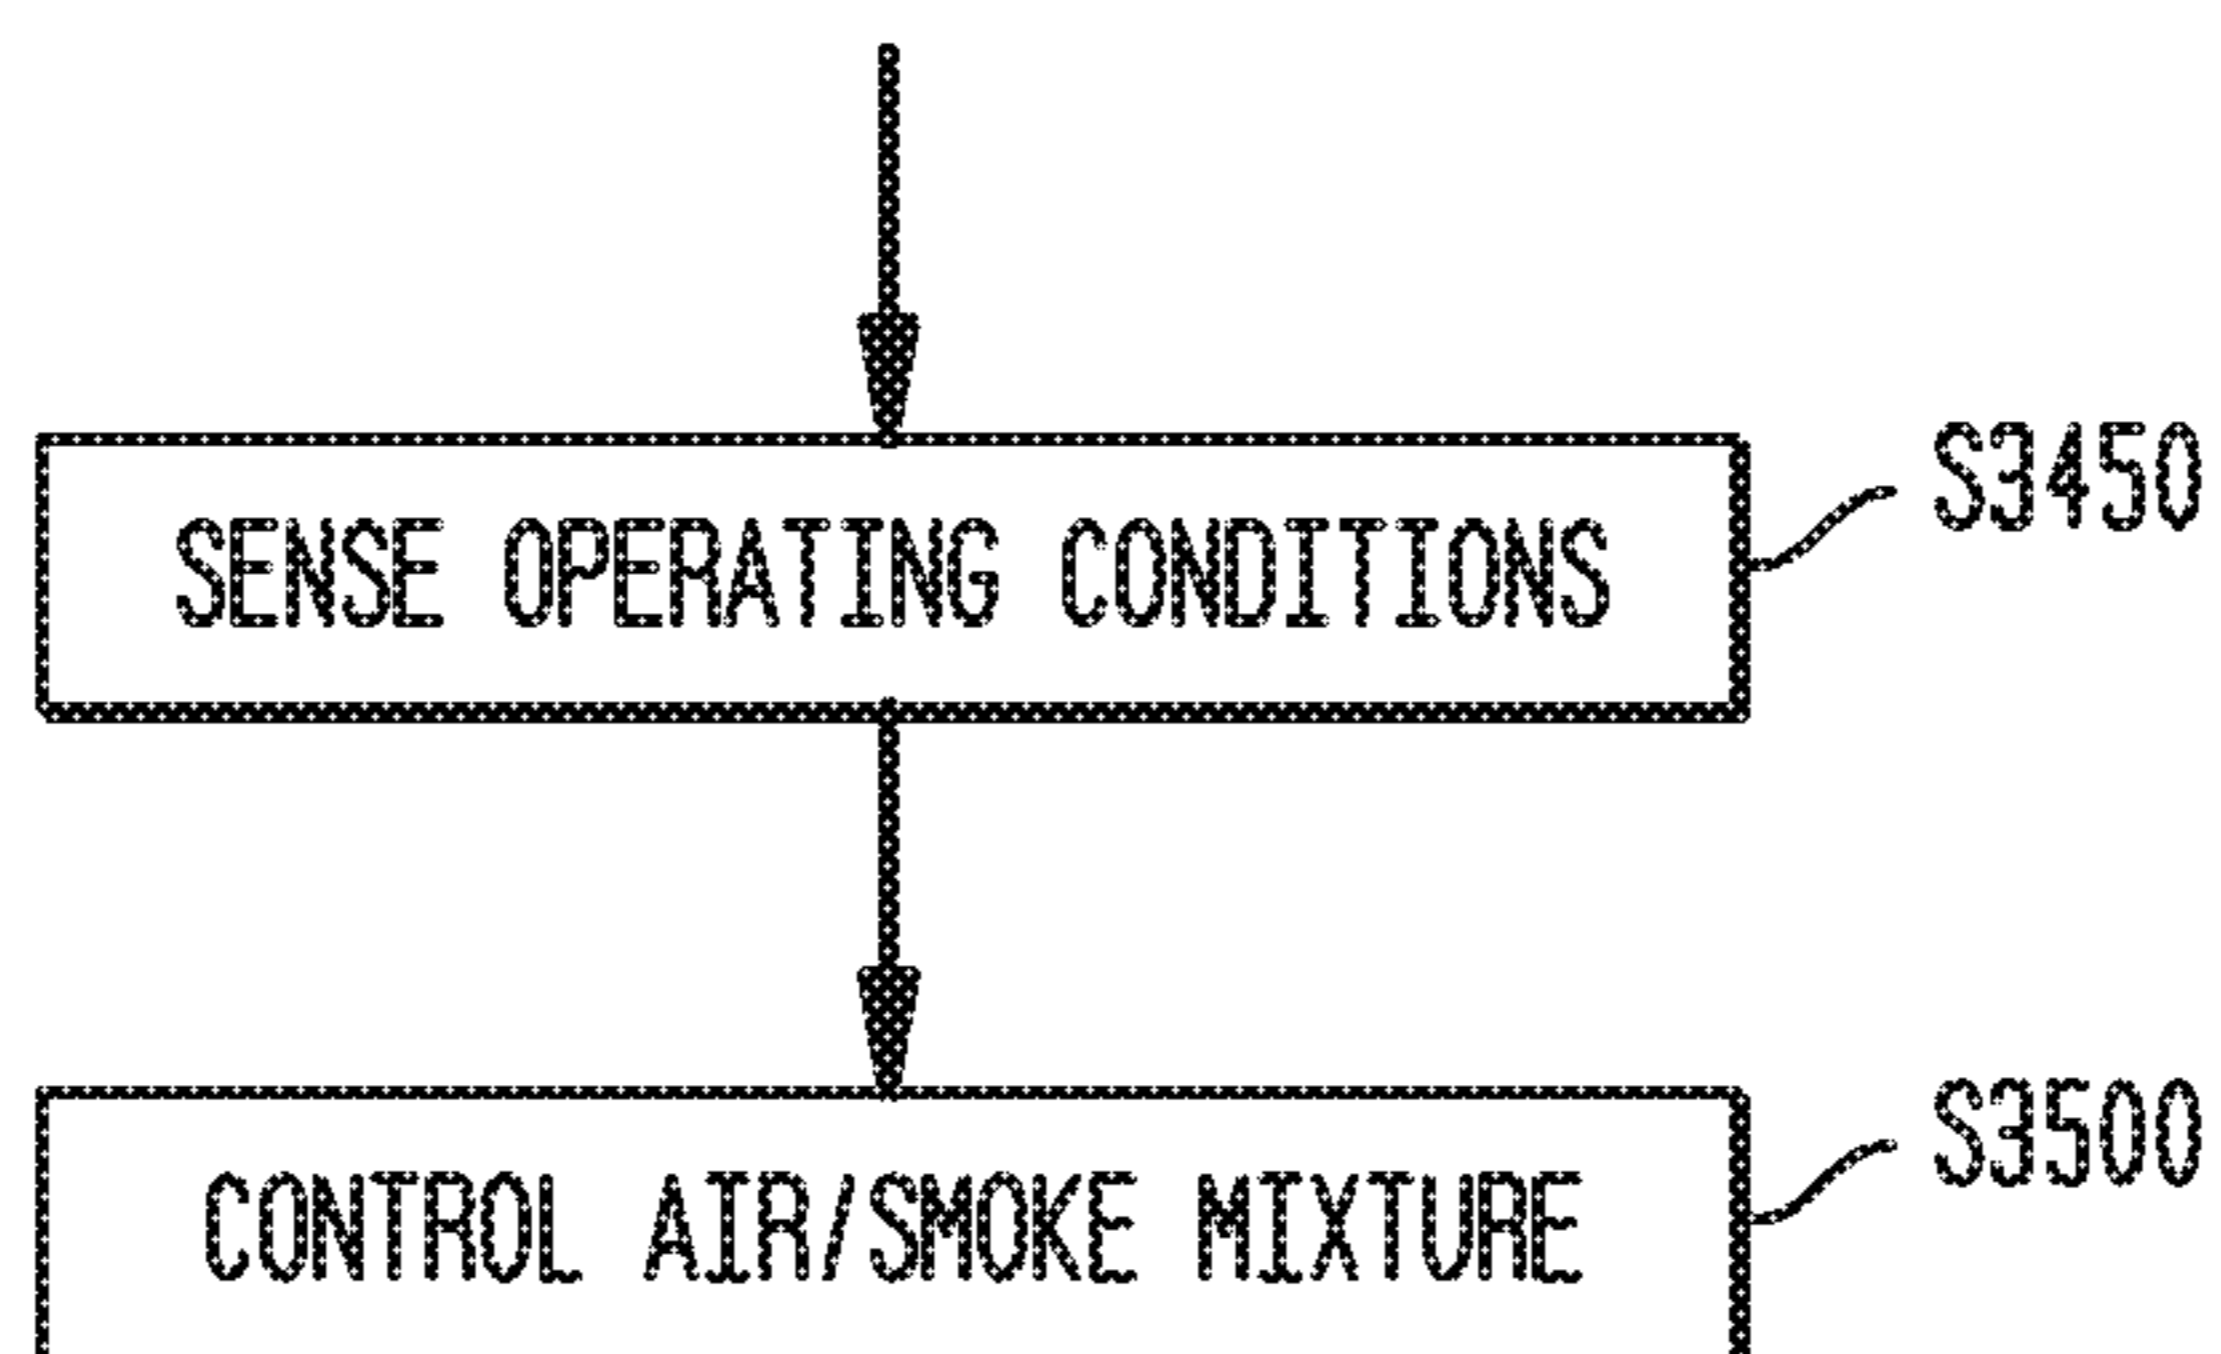 S3450
SENSE OPERATING CONDITIONS
S3500
CONTROL AIR/SMOKE MIXTURE